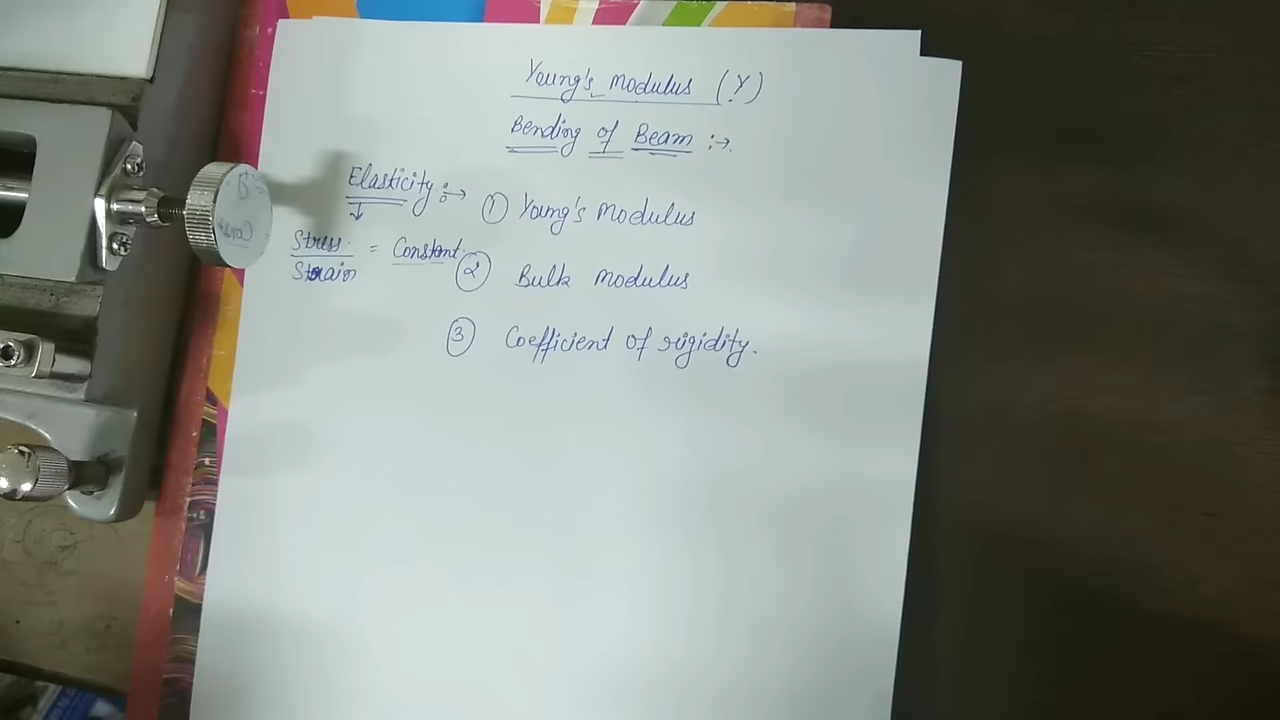 Young's modulus (Y)
Bending of Beam :→
Elasticity :→ ① Young's modulus
↓
Stress / Strain = Constant.
② Bulk modulus
③ Coefficient of rigidity.